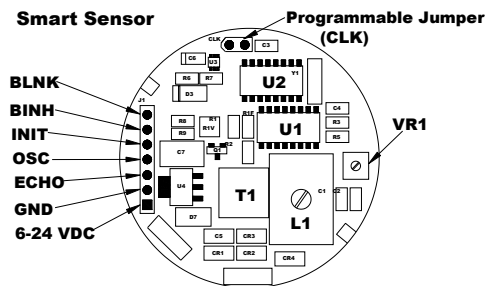 Smart Sensor
Programmable Jumper
(CLK)
CLK
C3
C6
U3
R6
R7
U2
Y1
D3
BLNK
J1
BINH
INIT
OSC
ECHO
GND
6-24 VDC
R8
R9
R1
R1V
R1F
U1
C4
R3
R5
VR1
C7
Q1
R2
U4
T1
L1
C1
C2
D7
C5
CR3
CR1
CR2
CR4